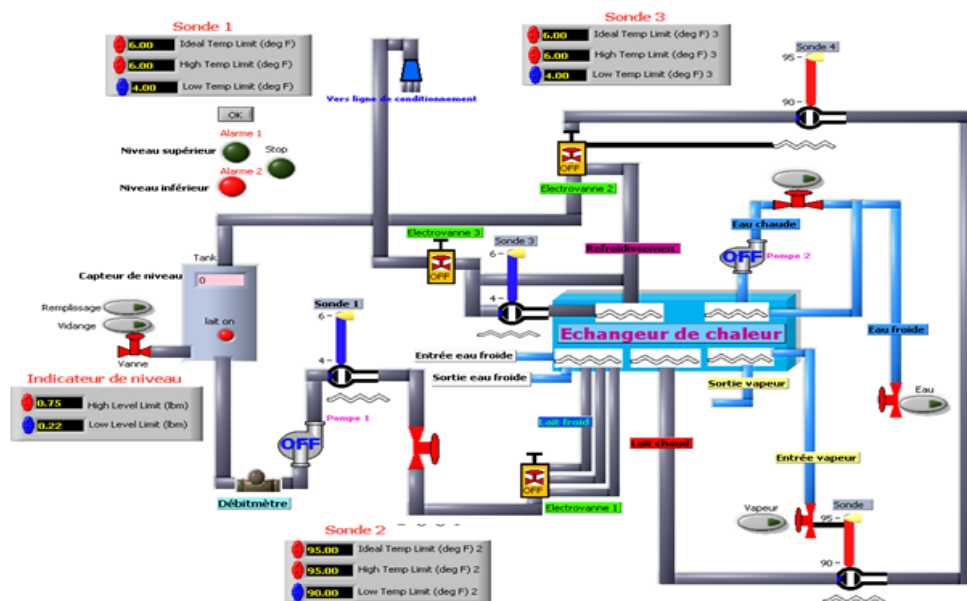 Sonde 1
6.00 Ideal Temp Limit (deg F)
6.00 High Temp Limit (deg F)
4.00 Low Temp Limit (deg F)
OK
Alarme 1
Niveau supérieur
Stop
Alarme 2
Niveau inférieur
Vers ligne de conditionnement
Sonde 3
6.00 Ideal Temp Limit (deg F) 3
6.00 High Temp Limit (deg F) 3
4.00 Low Temp Limit (deg F) 3
Sonde 4
95
90
OFF
Electrovanne 2
Electrovanne 3
OFF
Sonde 3
6
4
Refroidissemen
Eau chaude
OFF
Pompe 2
Eau froide
Eau
Tank
Capteur de niveau
0
lait on
Remplissage
Vidange
Vanne
Sonde 1
6
4
Echangeur de chaleur
Entrée eau froide
Sortie eau froide
Sortie vapeur
Indicateur de niveau
0.75 High Level Limit (lbm)
0.22 Low Level Limit (lbm)
Pompe 1
OFF
Débitmètre
Lait froid
Lait chaud
Entrée vapeur
OFF
Electrovanne 1
Vapeur
Sonde
95
90
Sonde 2
95.00 Ideal Temp Limit (deg F) 2
95.00 High Temp Limit (deg F) 2
90.00 Low Temp Limit (deg F) 2